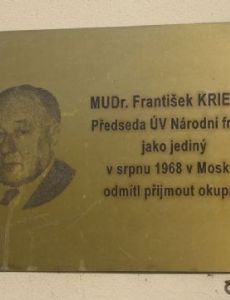 MUDr. František KRIE
Předseda ÚV Národní fr
jako jediný
v srpnu 1968 v Mosk
odmítl přijmout okup